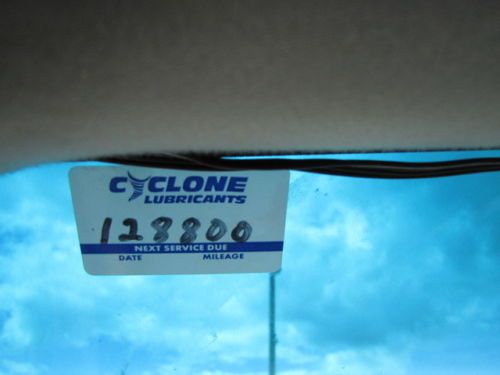 CYCLONE
LUBRICANTS
128800
NEXT SERVICE DUE
DATE MILEAGE